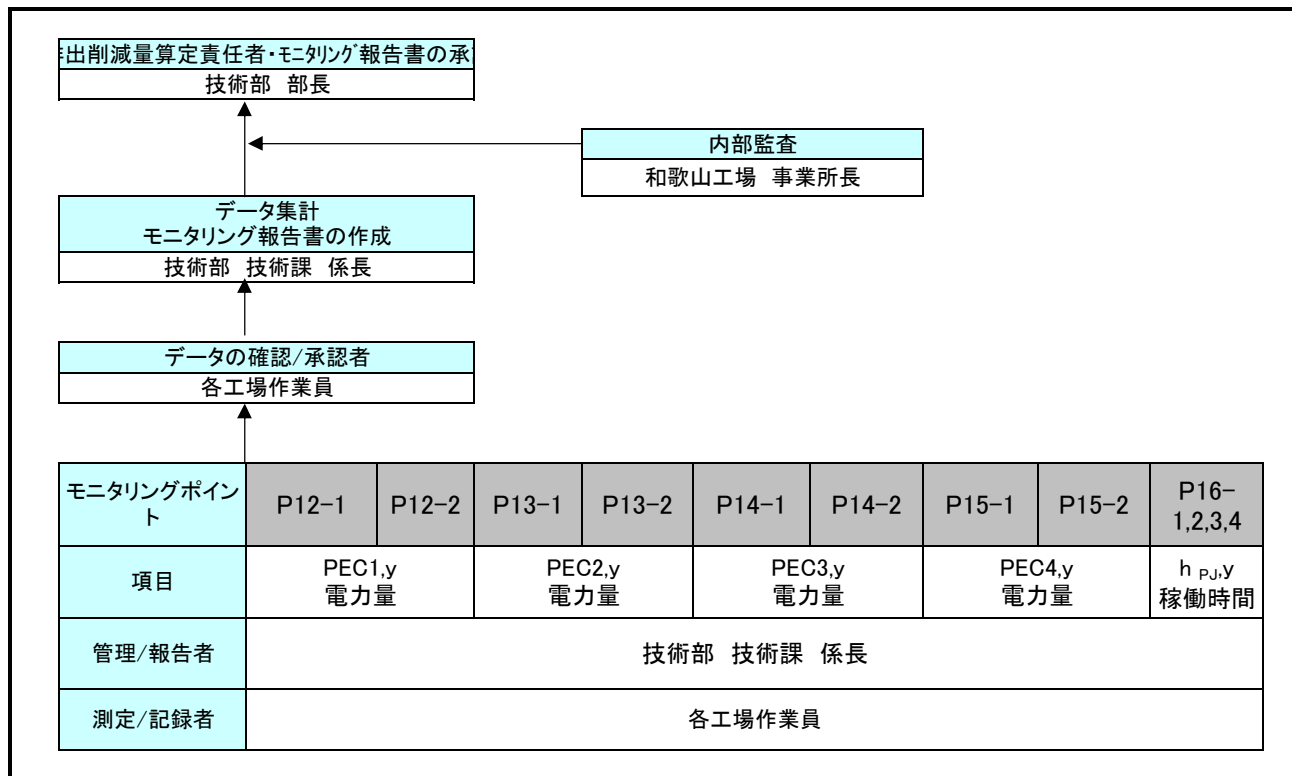 出削減量算定責任者・ﾓﾆﾀﾘﾝｸﾞ報告書の承
技術部 部長
内部監査
和歌山工場 事業所長
データ集計
モニタリング報告書の作成
技術部 技術課 係長
データの確認/承認者
各工場作業員
モニタリングポイン
ト
P12-1 P12-2 P13-1 P13-2 P14-1 P14-2 P15-1 P15-2 P16-
1,2,3,4
項目
PEC1,y
電力量
PEC2,y
電力量
PEC3,y
電力量
PEC4,y
電力量
h PJ,y
稼働時間
管理/報告者
技術部 技術課 係長
測定/記録者
各工場作業員